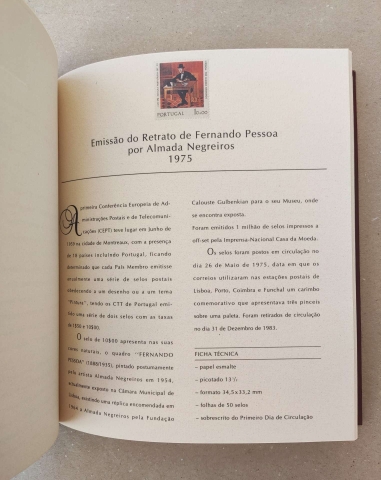 PORTUGAL 10.00
Emissão do Retrato de Fernando Pessoa
por Almada Negreiros
1975
A primeira Conferência Europeia de Ad-
ministrações Postais e de Telecomuni-
cações (CEPT) teve lugar em Junho de
1959 na cidade de Montreaux, com a presença
de 19 países incluindo Portugal, ficando
determinado que cada País Membro emitisse
anualmente uma série de selos postais
obedecendo a um desenho ou a um tema
tendo os CTT de Portugal emi-
tido uma série de dois selos com as taxas
de 1$50 e 10$00).
O selo de 10$00 apresenta nas suas
cores naturais, o quadro "FERNANDO
PESSOA" (1888/1935), pintado postumamente
pelo artista Almada Negreiros em 1954,
actualmente exposto na Câmara Municipal de
Lisboa, existindo uma réplica encomendada em
1964 a Almada Negreiros pela Fundação
Calouste Gulbenkian para o seu Museu, onde
se encontra exposta.
Foram emitidos 1 milhão de selos impressos a
off-set pela Imprensa-Nacional Casa da Moeda.
Os selos foram postos em circulação no
dia 26 de Maio de 1975, data em que os
correios utilizaram nas estações postais de
Lisboa, Porto, Coimbra e Funchal um carimbo
comemorativo que apresentava três pinceis
sobre uma paleta. Foram retirados de circulação
no dia 31 de Dezembro de 1983.
FICHA TÉCNICA
– papel esmalte
– picotado 13½
– formato 34,5x33,2 mm
– folhas de 50 selos
– sobrescrito do Primeiro Dia de Circulação